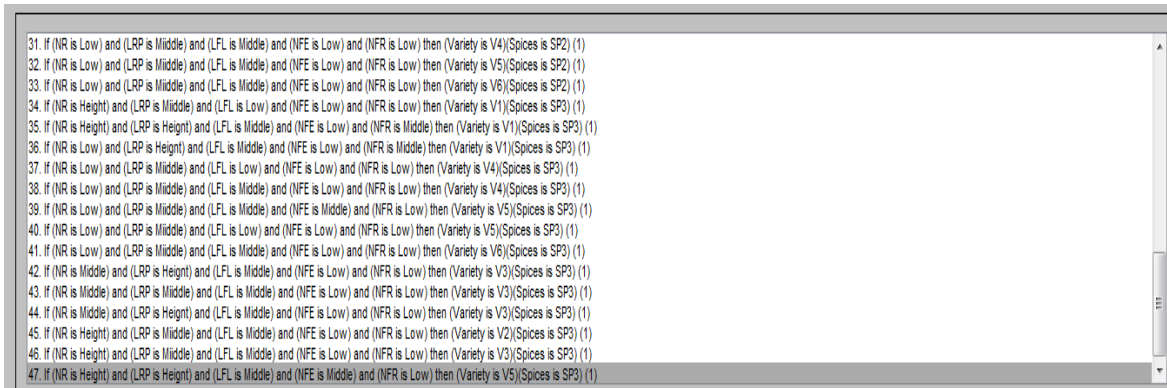 31. If (NR is Low) and (LRP is Miiddle) and (LFL is Middle) and (NFE is Low) and (NFR is Low) then (Variety is V4)(Spices is SP2) (1)
32. If (NR is Low) and (LRP is Miiddle) and (LFL is Middle) and (NFE is Low) and (NFR is Low) then (Variety is V5)(Spices is SP2) (1)
33. If (NR is Low) and (LRP is Miiddle) and (LFL is Middle) and (NFE is Low) and (NFR is Low) then (Variety is V6)(Spices is SP2) (1)
34. If (NR is Height) and (LRP is Miiddle) and (LFL is Low) and (NFE is Low) and (NFR is Low) then (Variety is V1)(Spices is SP3) (1)
35. If (NR is Height) and (LRP is Heignt) and (LFL is Middle) and (NFE is Low) and (NFR is Middle) then (Variety is V1)(Spices is SP3) (1)
36. If (NR is Low) and (LRP is Heignt) and (LFL is Middle) and (NFE is Low) and (NFR is Middle) then (Variety is V1)(Spices is SP3) (1)
37. If (NR is Low) and (LRP is Miiddle) and (LFL is Low) and (NFE is Low) and (NFR is Low) then (Variety is V4)(Spices is SP3) (1)
38. If (NR is Low) and (LRP is Miiddle) and (LFL is Middle) and (NFE is Low) and (NFR is Low) then (Variety is V4)(Spices is SP3) (1)
39. If (NR is Low) and (LRP is Miiddle) and (LFL is Middle) and (NFE is Middle) and (NFR is Low) then (Variety is V5)(Spices is SP3) (1)
40. If (NR is Low) and (LRP is Miiddle) and (LFL is Low) and (NFE is Low) and (NFR is Low) then (Variety is V5)(Spices is SP3) (1)
41. If (NR is Low) and (LRP is Miiddle) and (LFL is Middle) and (NFE is Low) and (NFR is Low) then (Variety is V6)(Spices is SP3) (1)
42. If (NR is Middle) and (LRP is Heignt) and (LFL is Middle) and (NFE is Low) and (NFR is Low) then (Variety is V3)(Spices is SP3) (1)
43. If (NR is Middle) and (LRP is Miiddle) and (LFL is Middle) and (NFE is Low) and (NFR is Low) then (Variety is V3)(Spices is SP3) (1)
44. If (NR is Middle) and (LRP is Heignt) and (LFL is Middle) and (NFE is Low) and (NFR is Low) then (Variety is V3)(Spices is SP3) (1)
45. If (NR is Height) and (LRP is Miiddle) and (LFL is Middle) and (NFE is Low) and (NFR is Low) then (Variety is V2)(Spices is SP3) (1)
46. If (NR is Height) and (LRP is Miiddle) and (LFL is Middle) and (NFE is Low) and (NFR is Low) then (Variety is V3)(Spices is SP3) (1)
47. If (NR is Height) and (LRP is Heignt) and (LFL is Middle) and (NFE is Middle) and (NFR is Low) then (Variety is V5)(Spices is SP3) (1)